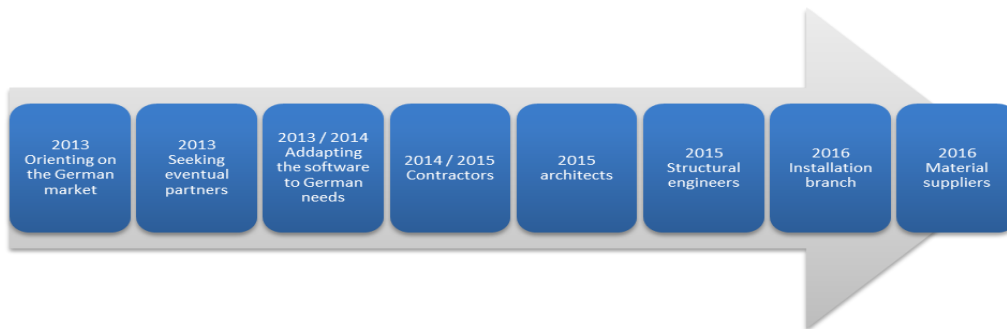 2013
Orienting on
the German
market
2013
Seeking
eventual
partners
2013 / 2014
Addapting
the software
to German
needs
2014 / 2015
Contractors
2015
architects
2015
Structural
engineers
2016
Installation
branch
2016
Material
suppliers